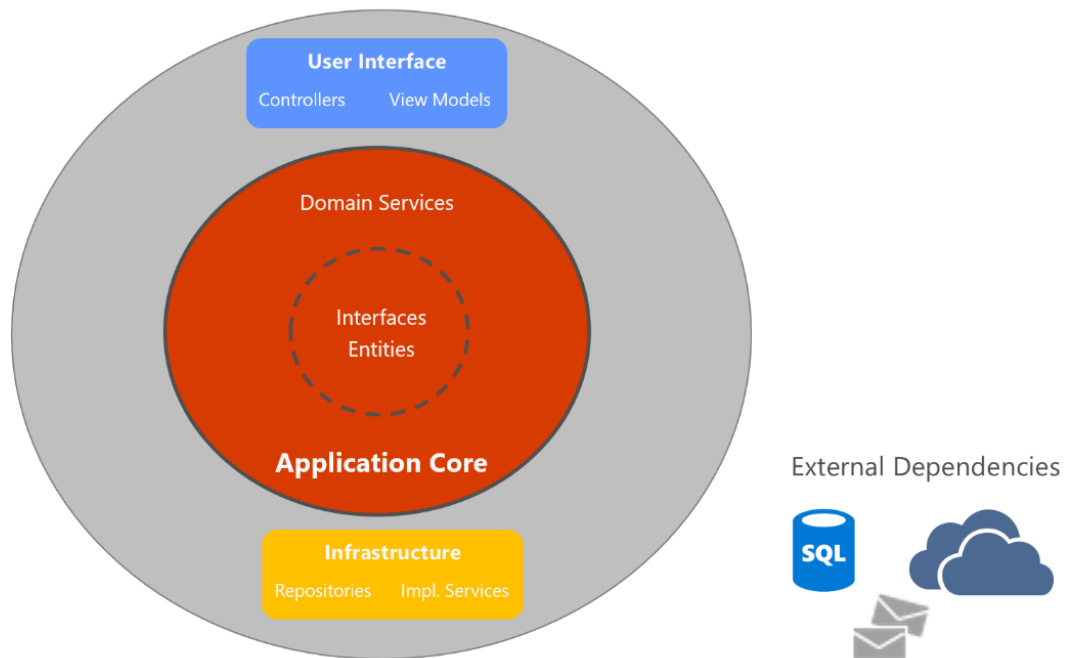 User Interface
Controllers View Models
Domain Services
Interfaces
Entities
Application Core
Infrastructure
Repositories Impl. Services
External Dependencies
SQL